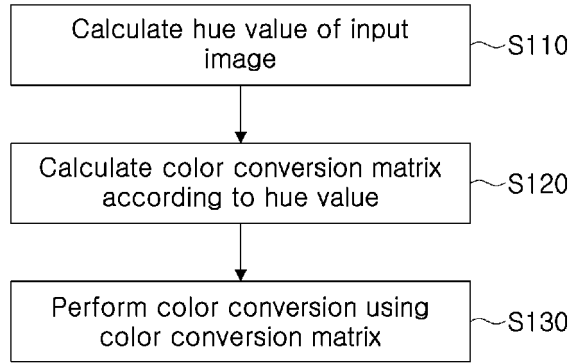 Calculate hue value of input
image
S110
Calculate color conversion matrix
according to hue value
S120
Perform color conversion using
color conversion matrix
S130